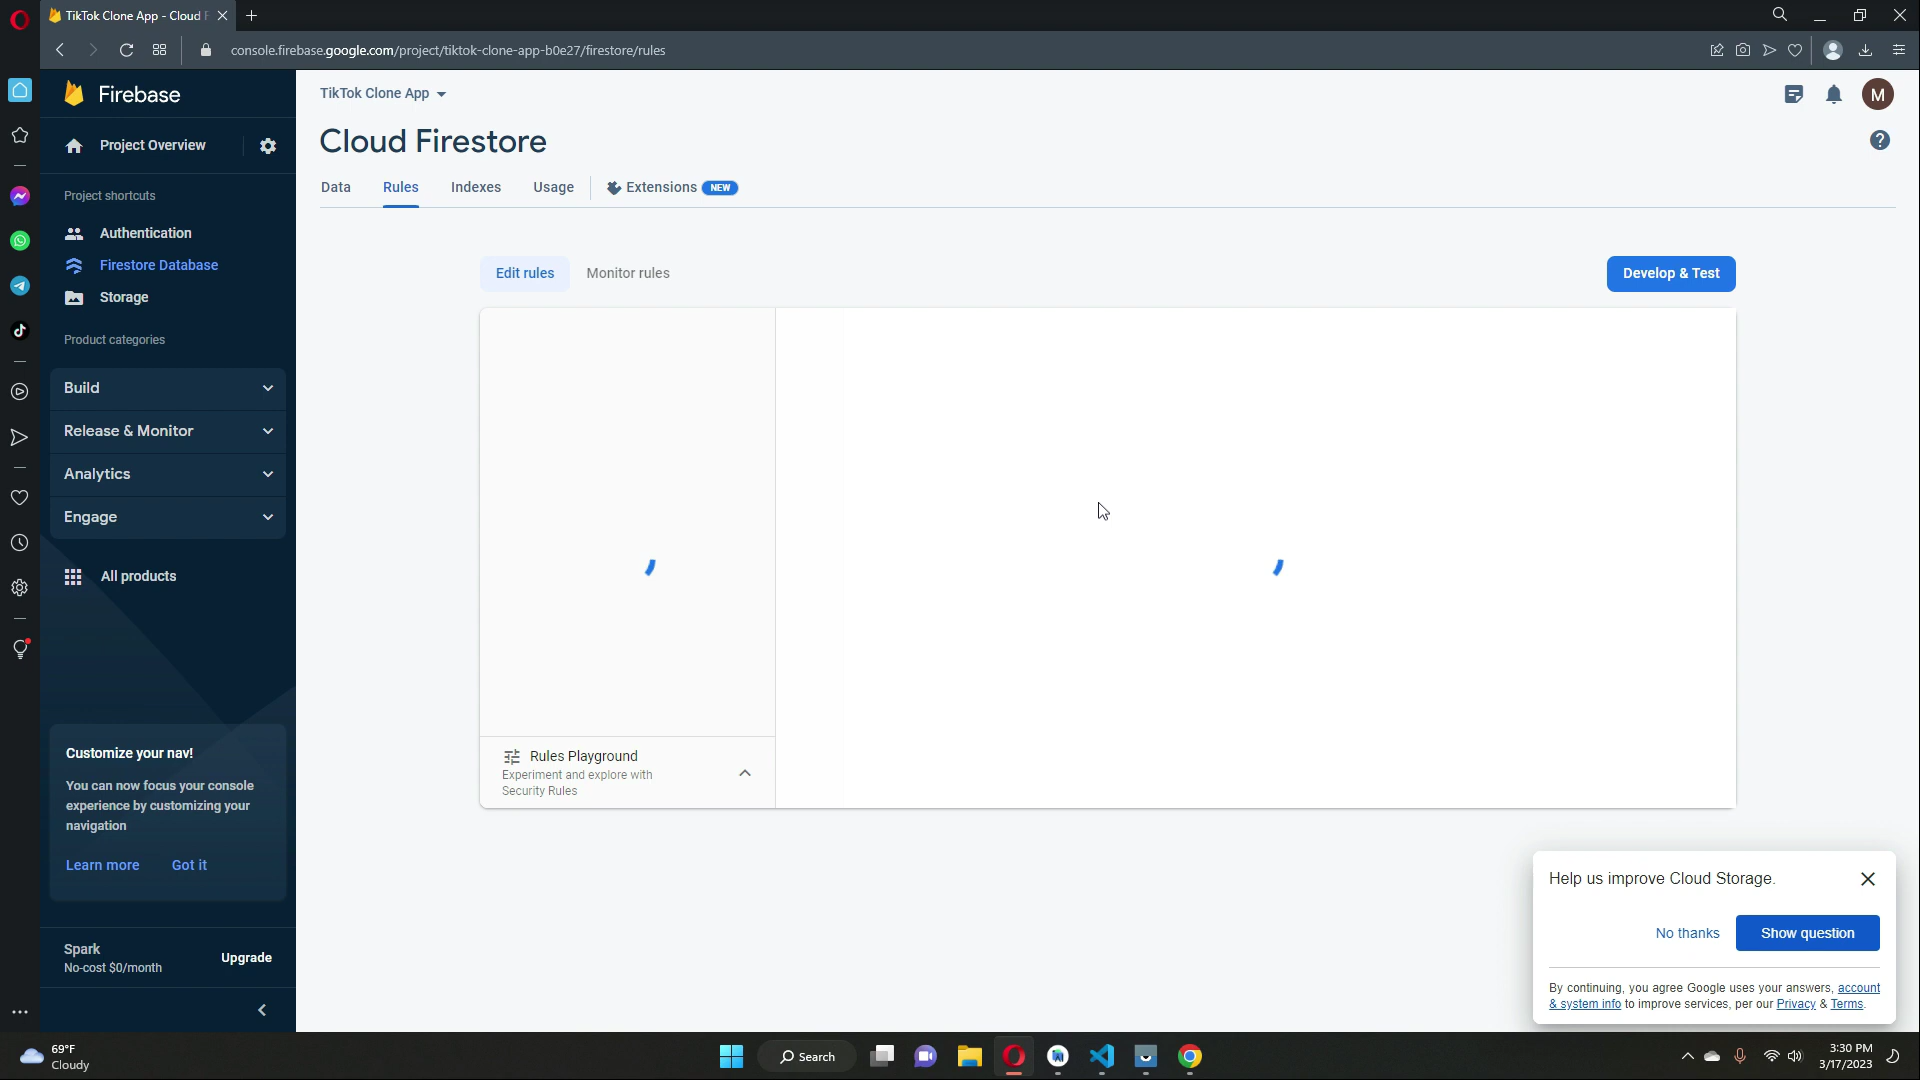 TikTok Clone App - Cloud F
console.firebase.google.com/project/tiktok-clone-app-b0e27/firestore/rules
Firebase
Project Overview
Project shortcuts
Authentication
Firestore Database
Storage
Product categories
Build
Release & Monitor
Analytics
Engage
All products
Customize your nav!
You can now focus your console
experience by customizing your
navigation
Learn more Got it
Spark
No-cost $0/month
Upgrade
TikTok Clone App
M
Cloud Firestore
Data Rules Indexes Usage Extensions NEW
Edit rules Monitor rules
Develop & Test
Rules Playground
Experiment and explore with
Security Rules
Help us improve Cloud Storage.
No thanks Show question
By continuing, you agree Google uses your answers, account
& system info to improve services, per our Privacy & Terms.
69°F
Cloudy
Search
3:30 PM
3/17/2023